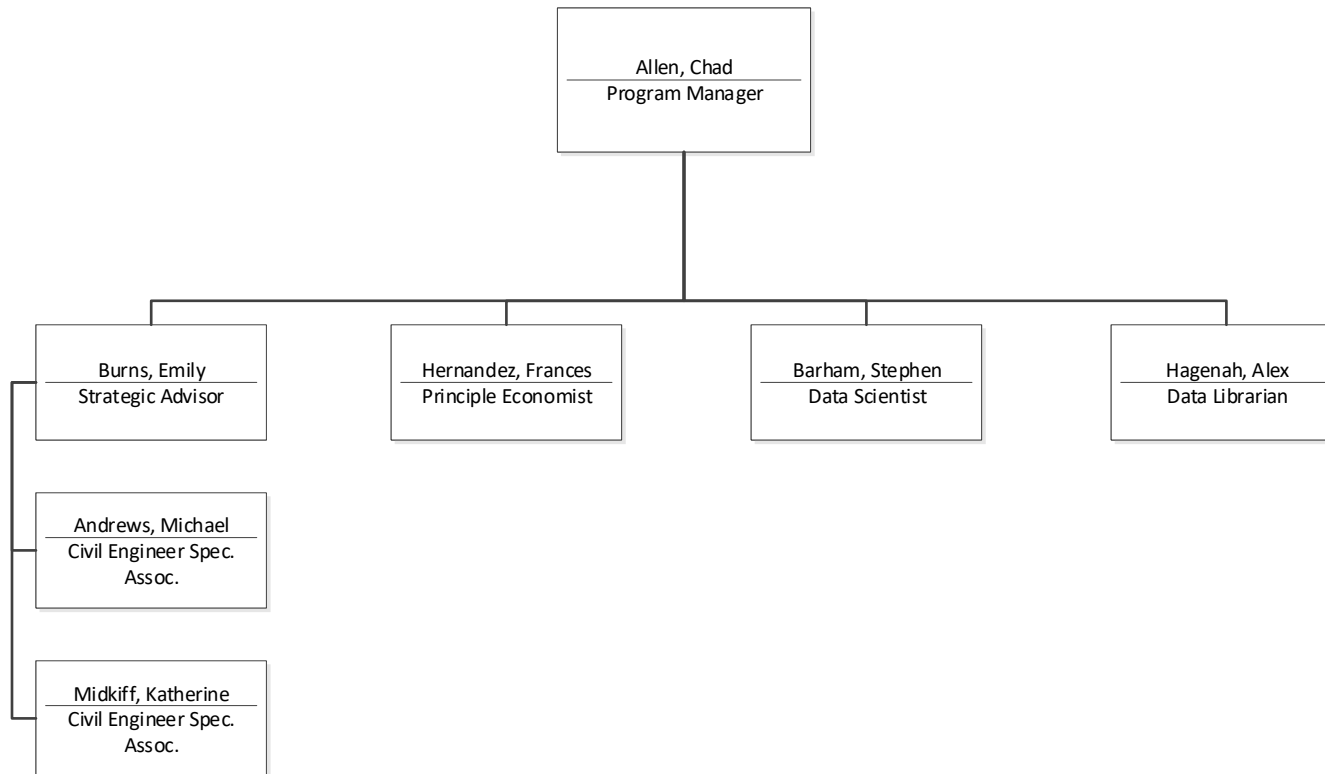 Allen, Chad
Program Manager
Burns, Emily
Strategic Advisor
Hernandez, Frances
Principle Economist
Barham, Stephen
Data Scientist
Hagenah, Alex
Data Librarian
Andrews, Michael
Civil Engineer Spec.
Assoc.
Midkiff, Katherine
Civil Engineer Spec.
Assoc.